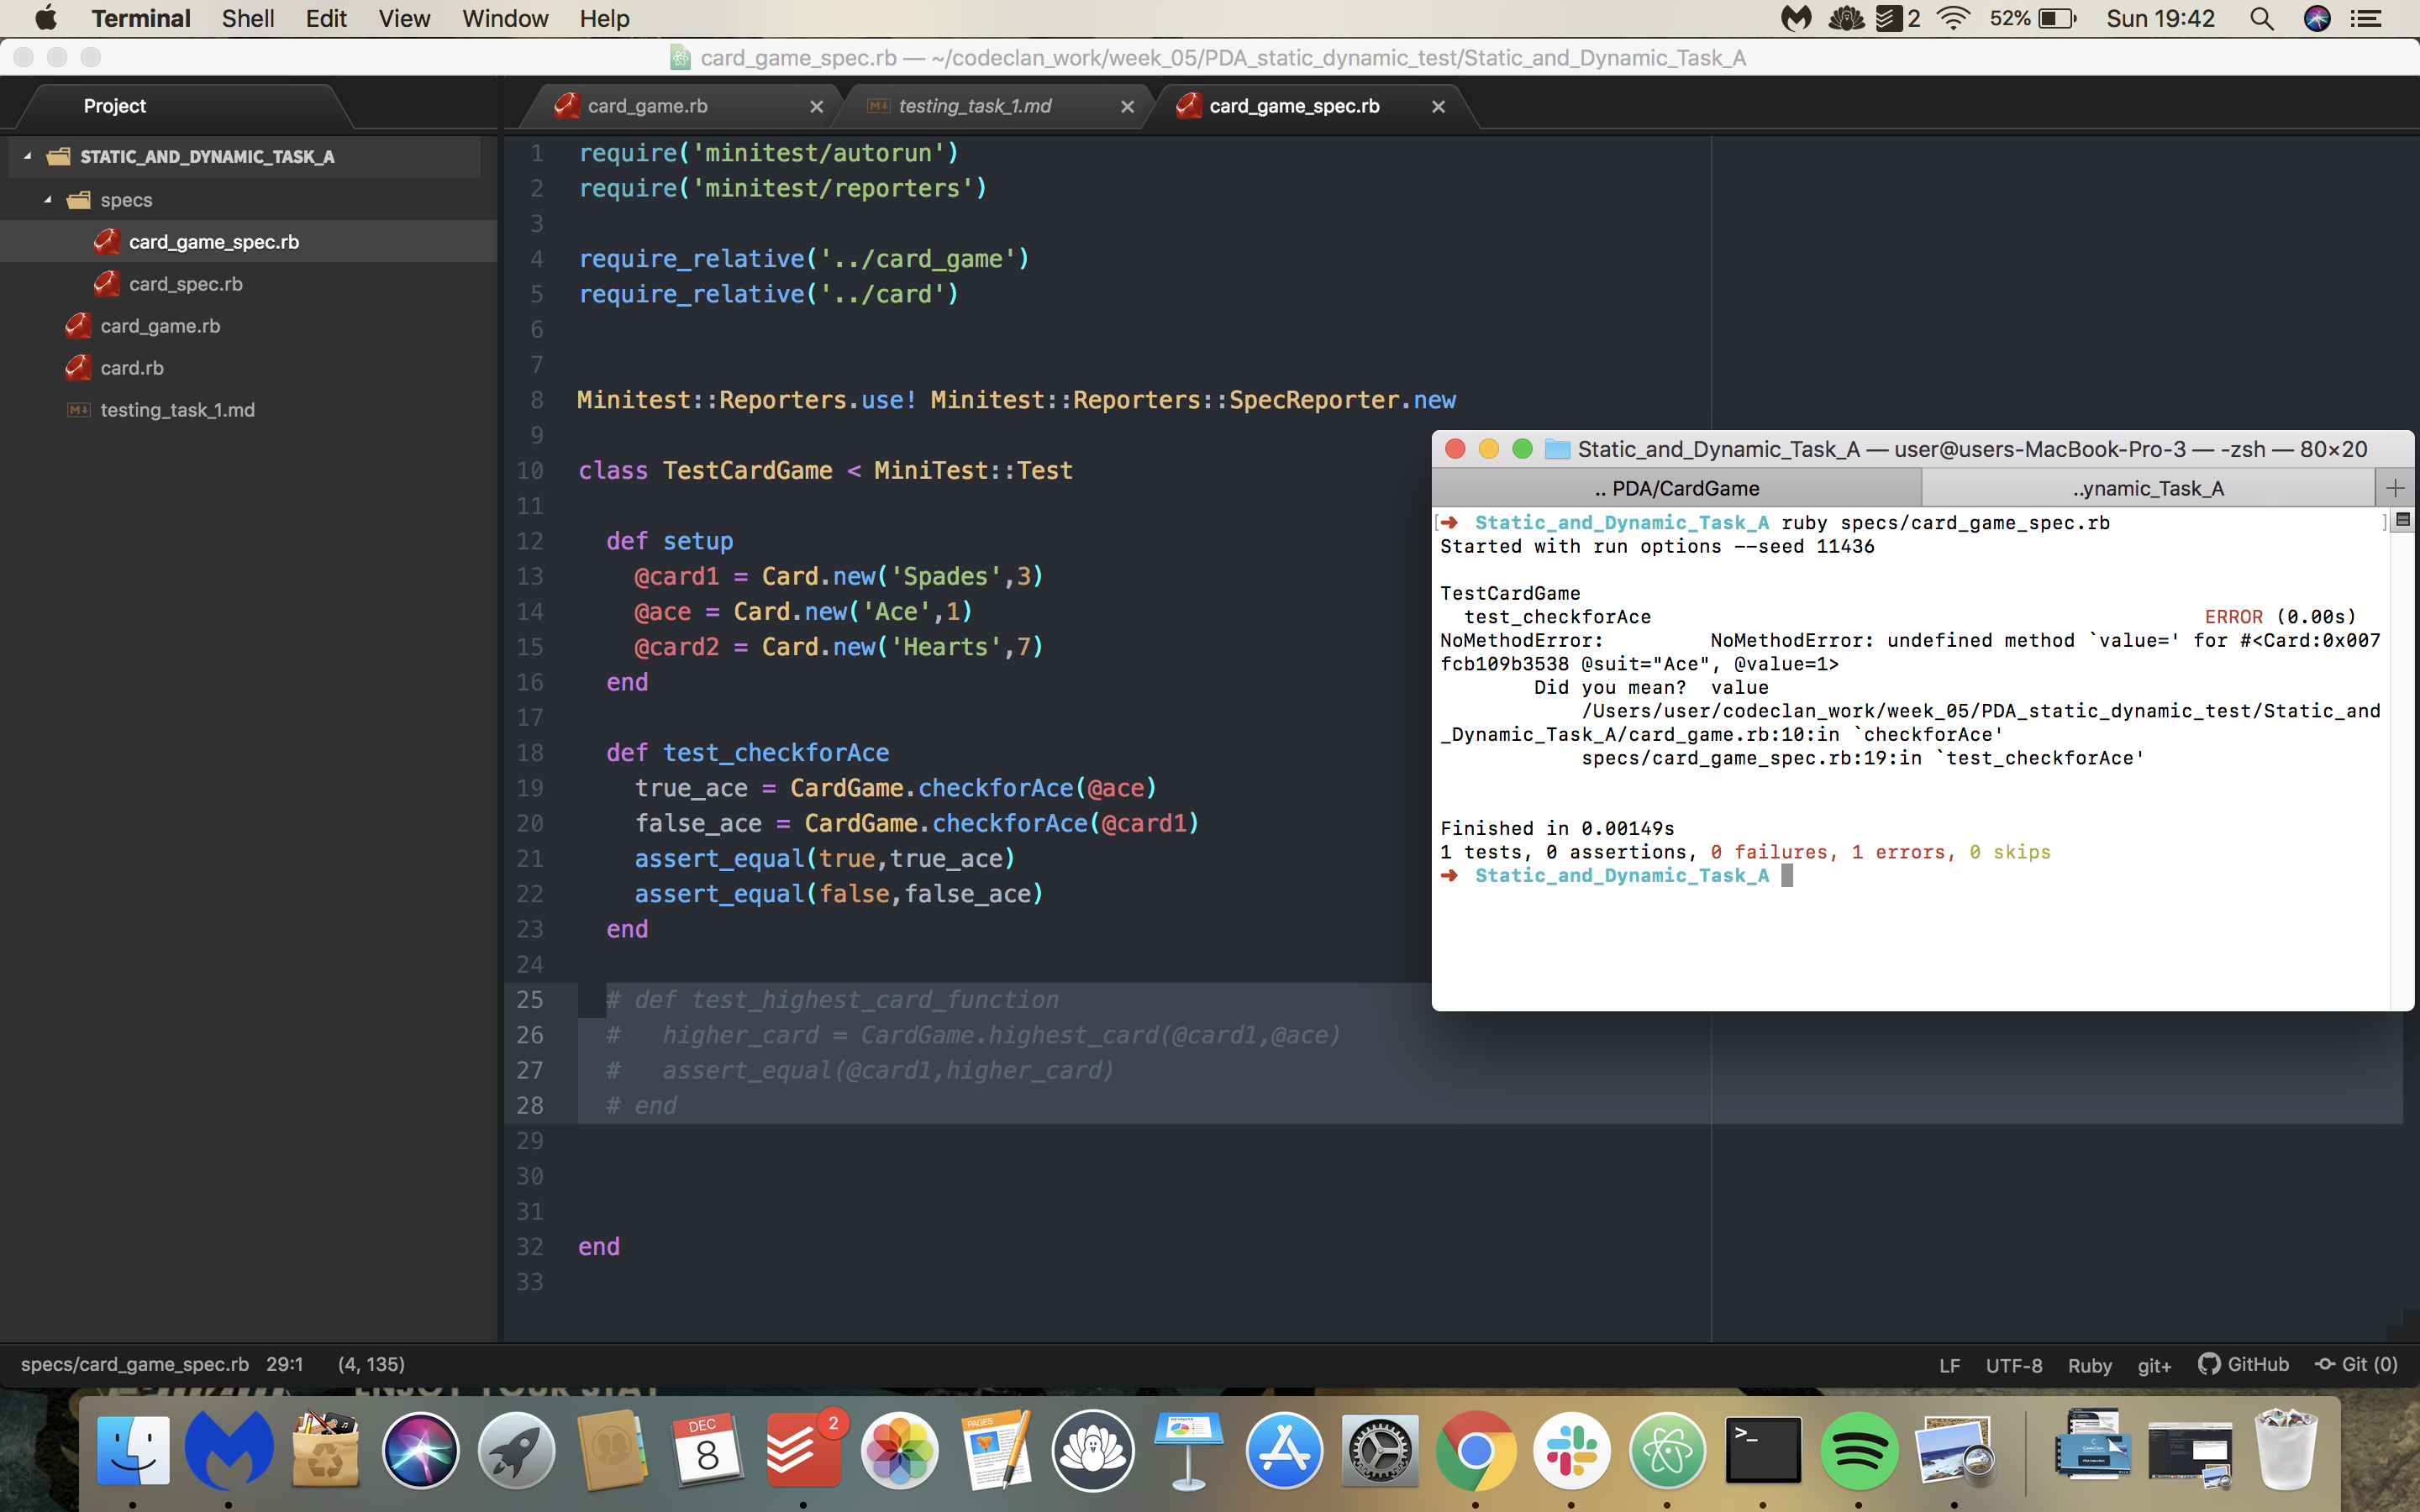 Terminal Shell Edit View Window Help 2 52% Sun 19:42
card_game_spec.rb — ~/codeclan_work/week_05/PDA_static_dynamic_test/Static_and_Dynamic_Task_A
Project
STATIC_AND_DYNAMIC_TASK_A
specs
card_game_spec.rb
card_spec.rb
card_game.rb
card.rb
testing_task_1.md
card_game.rb testing_task_1.md card_game_spec.rb
1 require('minitest/autorun')
2 require('minitest/reporters')
3
4 require_relative('../card_game')
5 require_relative('../card')
6
7
8 Minitest::Reporters.use! Minitest::Reporters::SpecReporter.new
9
10 class TestCardGame < MiniTest::Test
11
12 def setup
13 @card1 = Card.new('Spades',3)
14 @ace = Card.new('Ace',1)
15 @card2 = Card.new('Hearts',7)
16 end
17
18 def test_checkforAce
19 true_ace = CardGame.checkforAce(@ace)
20 false_ace = CardGame.checkforAce(@card1)
21 assert_equal(true,true_ace)
22 assert_equal(false,false_ace)
23 end
24
25 # def test_highest_card_function
26 # higher_card = CardGame.highest_card(@card1,@ace)
27 # assert_equal(@card1,higher_card)
28 # end
29
30
31
32 end
33
Static_and_Dynamic_Task_A — user@users-MacBook-Pro-3 — -zsh — 80×20
.. PDA/CardGame ..ynamic_Task_A
[➜ Static_and_Dynamic_Task_A ruby specs/card_game_spec.rb ]
Started with run options --seed 11436
TestCardGame
test_checkforAce ERROR (0.00s)
NoMethodError: NoMethodError: undefined method `value=' for #<Card:0x007
fcb109b3538 @suit="Ace", @value=1>
Did you mean? value
/Users/user/codeclan_work/week_05/PDA_static_dynamic_test/Static_and
_Dynamic_Task_A/card_game.rb:10:in `checkforAce'
specs/card_game_spec.rb:19:in `test_checkforAce'
Finished in 0.00149s
1 tests, 0 assertions, 0 failures, 1 errors, 0 skips
➜ Static_and_Dynamic_Task_A
specs/card_game_spec.rb 29:1 (4, 135) LF UTF-8 Ruby git+ GitHub Git (0)
DEC
8
2
PAGES